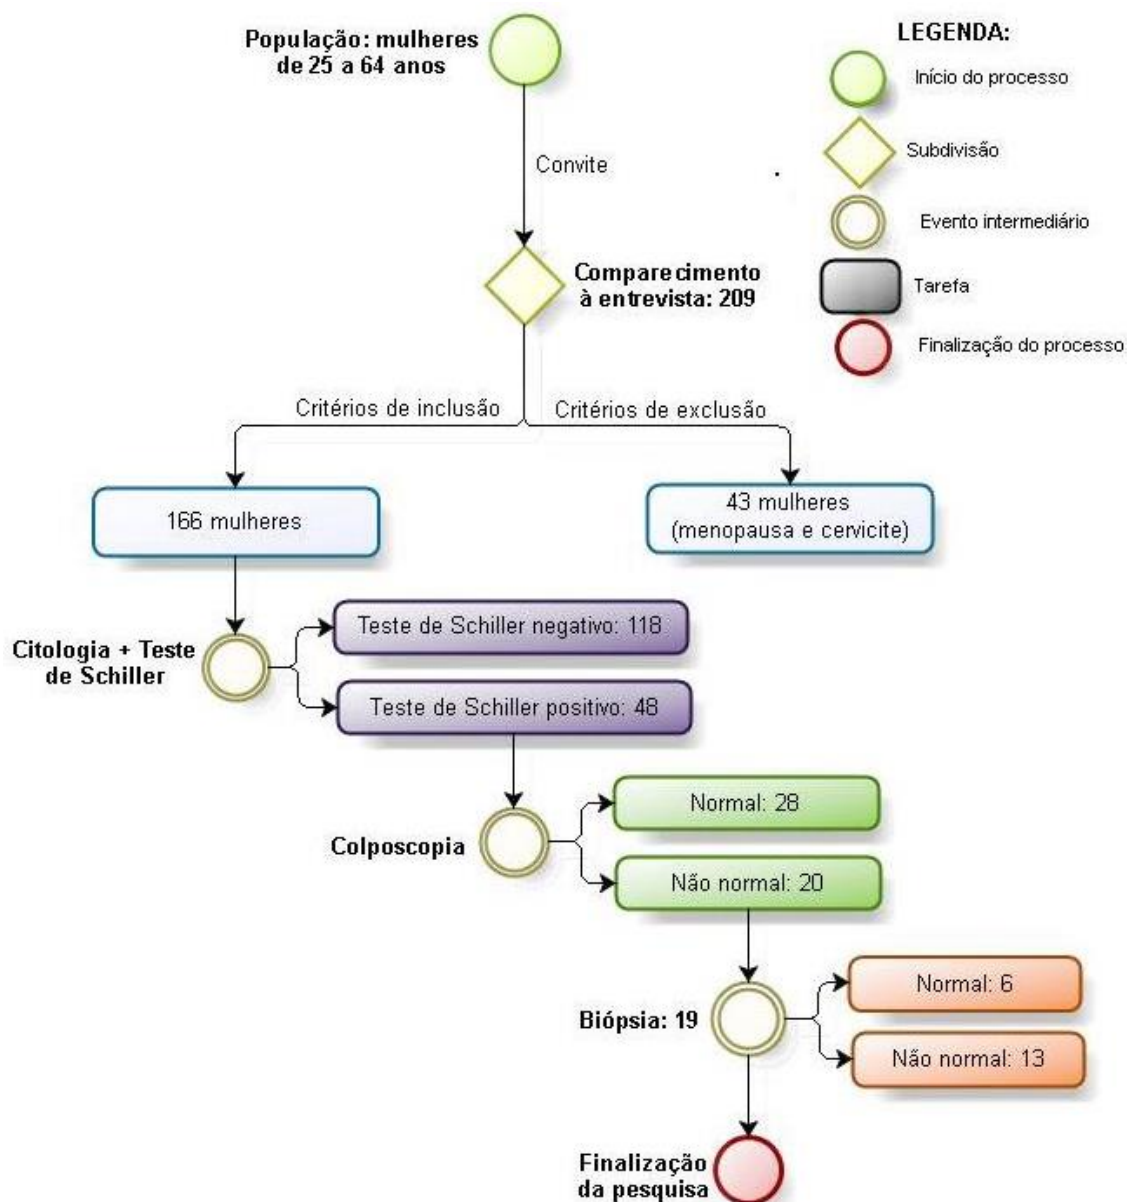 População: mulheres
de 25 a 64 anos
LEGENDA:
Início do processo
Subdivisão
Evento intermediário
Tarefa
Finalização do processo
Convite
Comparecimento
à entrevista: 209
Critérios de inclusão
Critérios de exclusão
166 mulheres
43 mulheres
(menopausa e cervicite)
Citologia + Teste
de Schiller
Teste de Schiller negativo: 118
Teste de Schiller positivo: 48
Colposcopia
Normal: 28
Não normal: 20
Biópsia: 19
Normal: 6
Não normal: 13
Finalização
da pesquisa